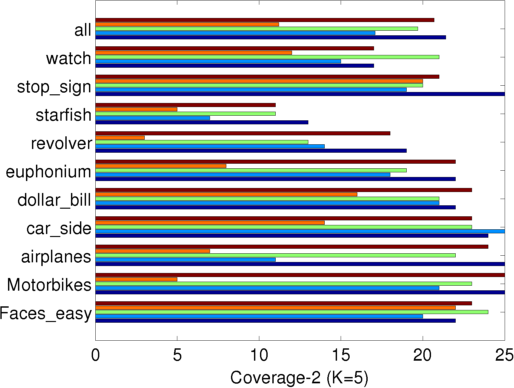 all
watch
stop_sign
starfish
revolver
euphonium
dollar_bill
car_side
airplanes
Motorbikes
Faces_easy
0 5 10 15 20 25
Coverage-2 (K=5)